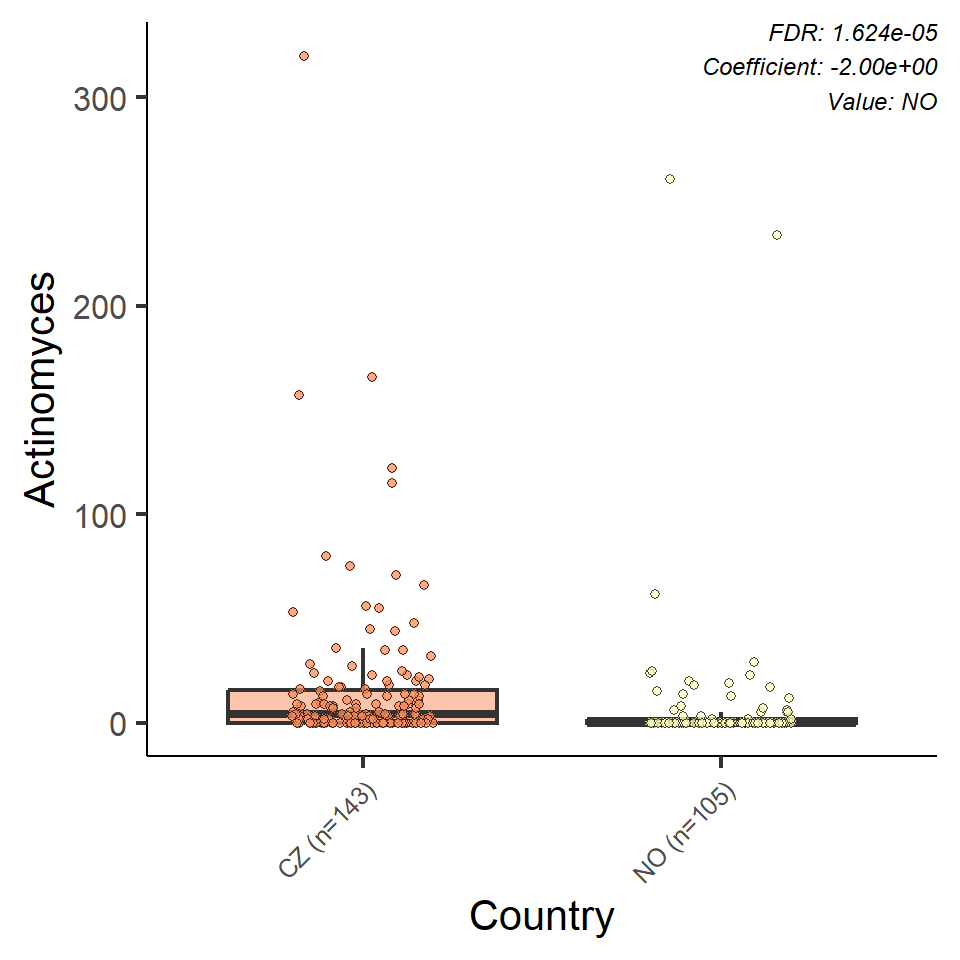 FDR: 1.624e-05
Coefficient: -2.00e+00
Value: NO
300
200
100
0
Actinomyces
CZ (n=143)
NO (n=105)
Country